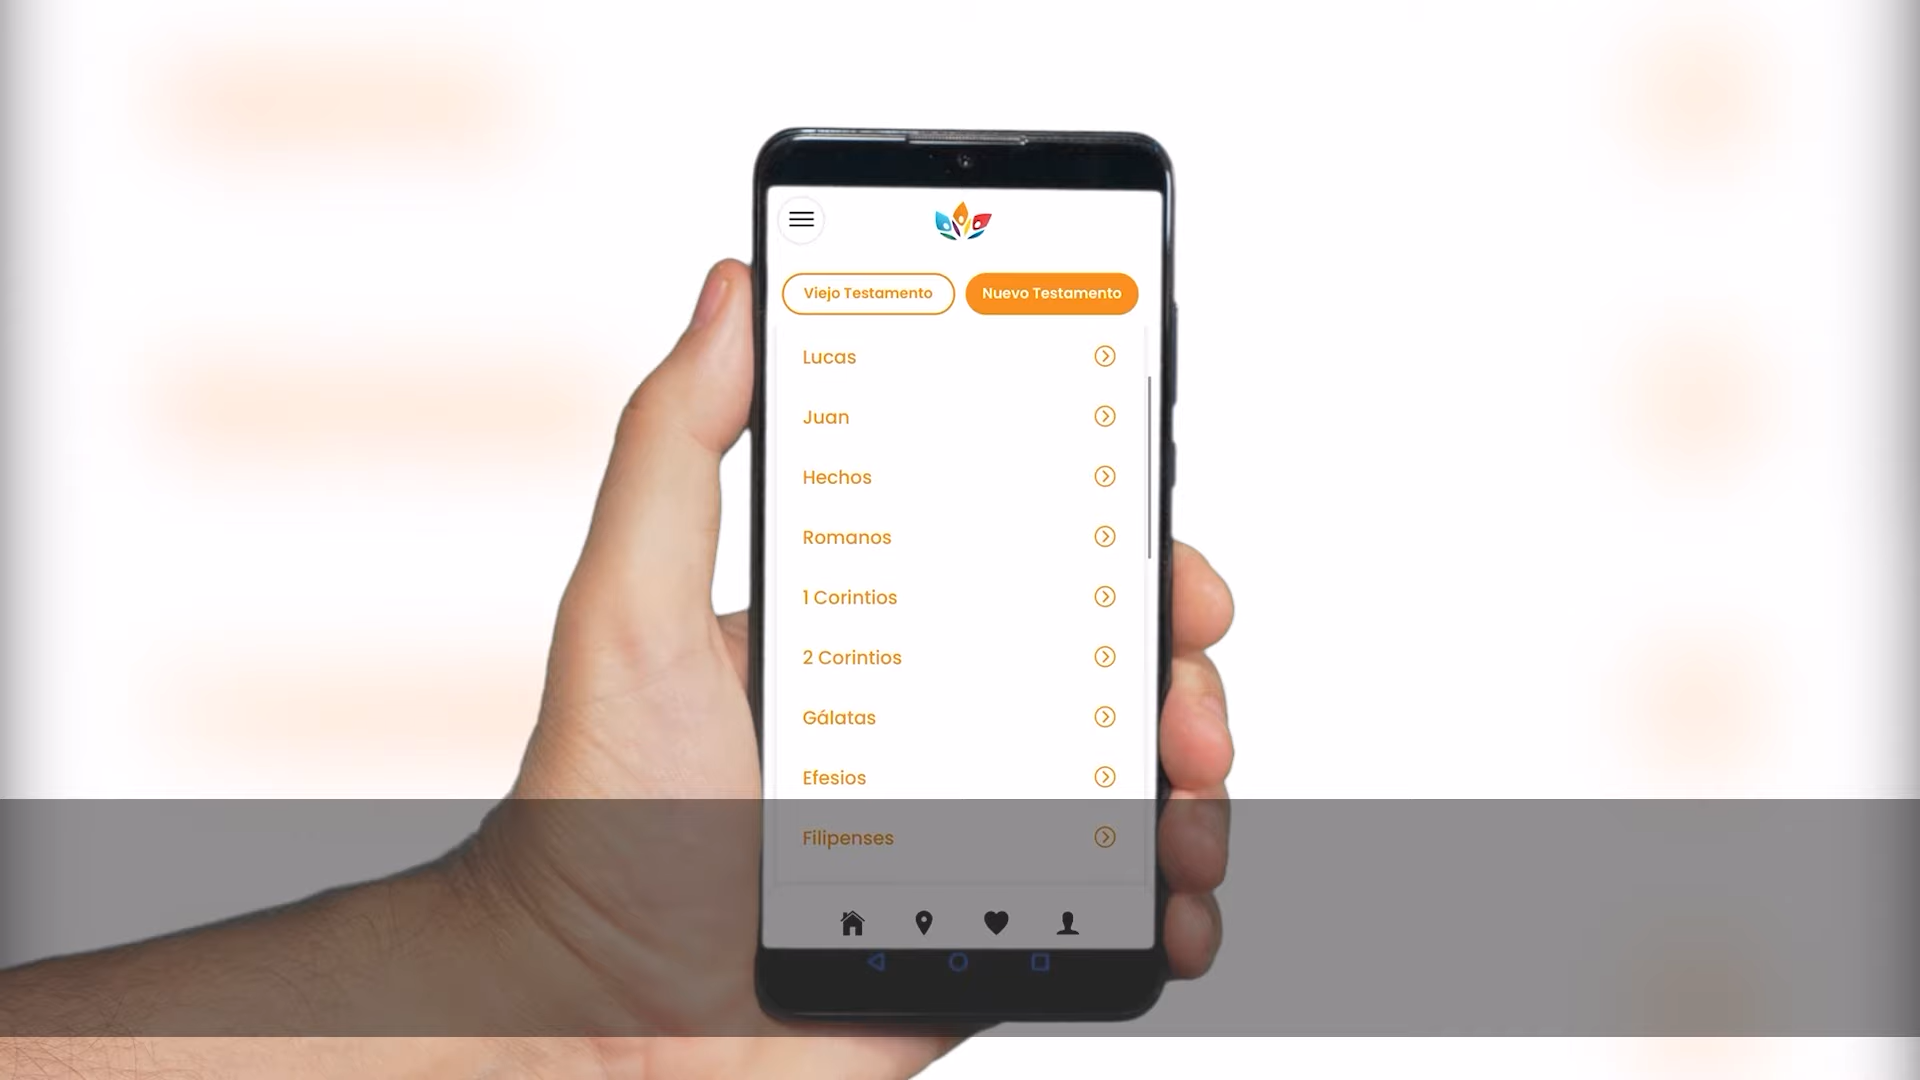 Viejo Testamento Nuevo Testamento
Lucas
Juan
Hechos
Romanos
1 Corintios
2 Corintios
Gálatas
Efesios
Filipenses